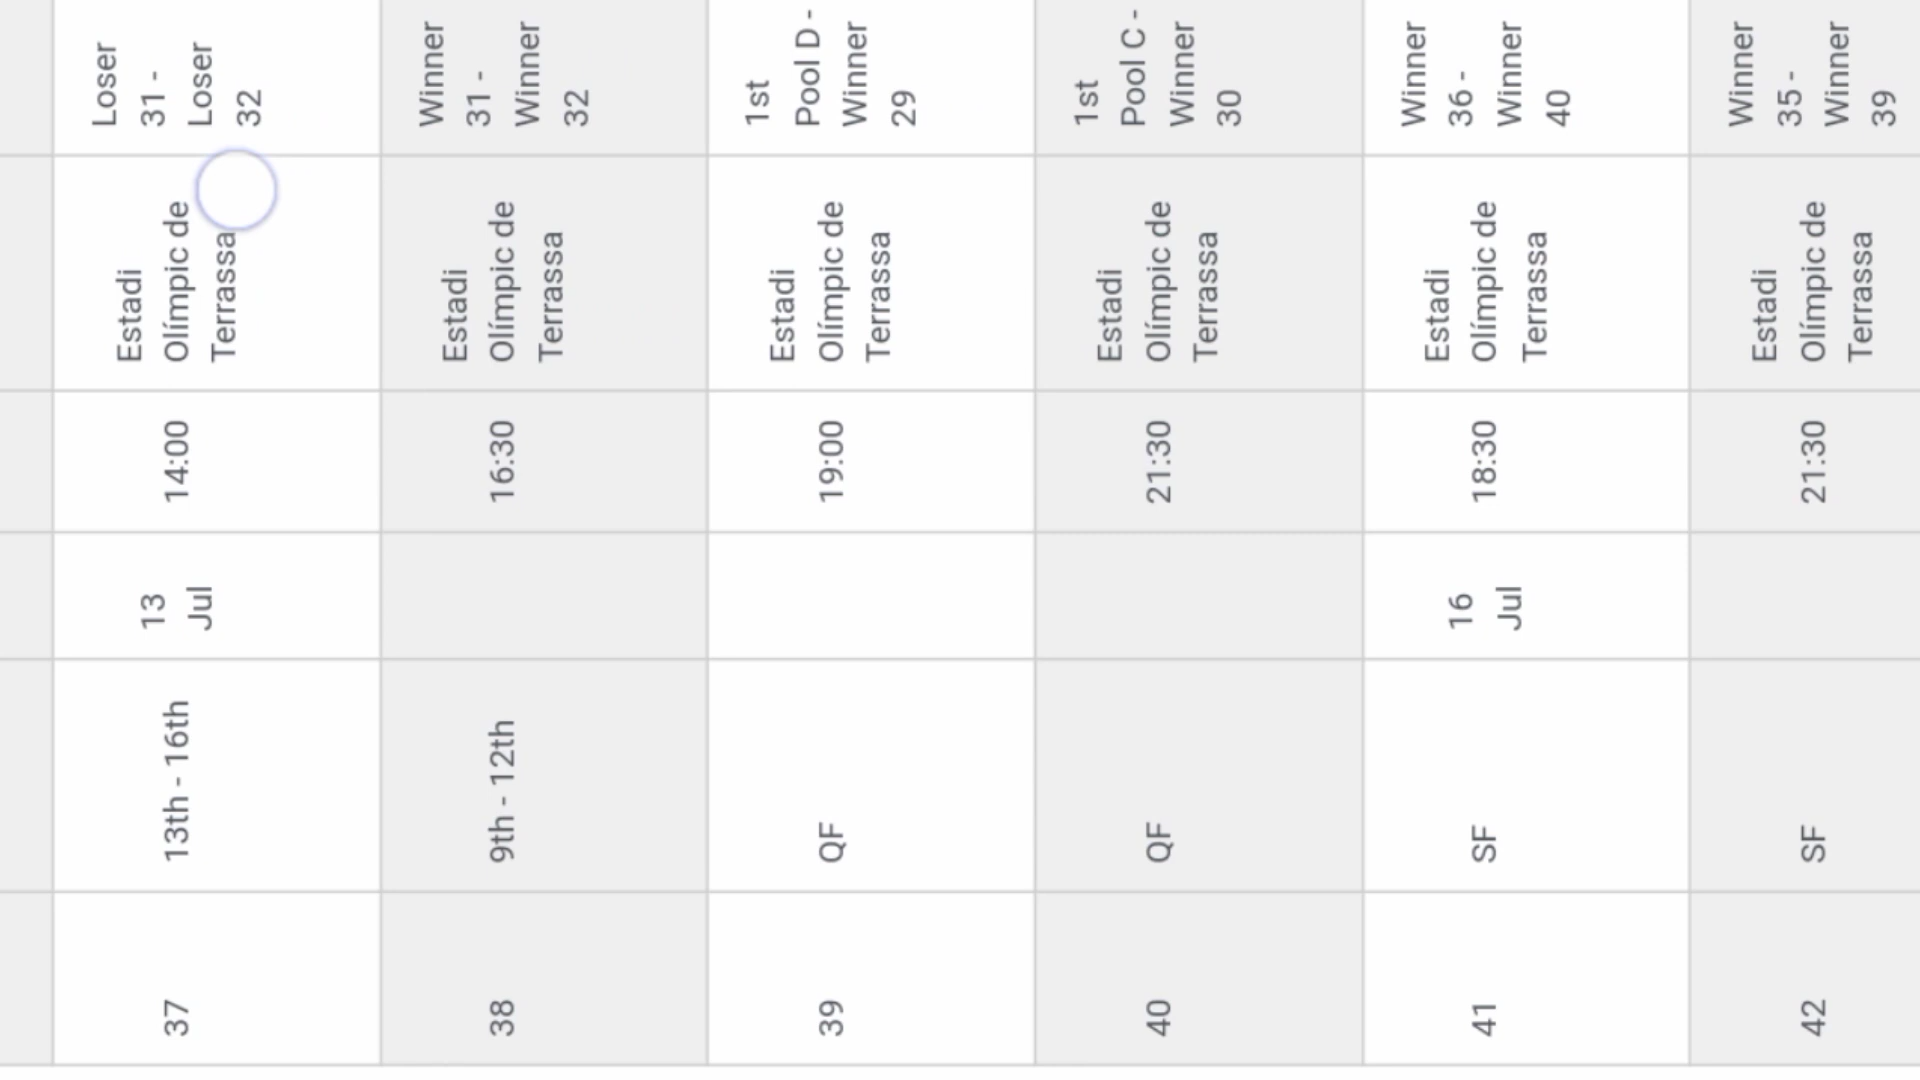 37
13th - 16th
13
Jul
14:00
Estadi
Olímpic de
Terrassa
Loser
31 -
Loser
32
38
9th - 12th
16:30
Estadi
Olímpic de
Terrassa
Winner
31 -
Winner
32
39
QF
19:00
Estadi
Olímpic de
Terrassa
1st
Pool D -
Winner
29
40
QF
21:30
Estadi
Olímpic de
Terrassa
1st
Pool C -
Winner
30
41
SF
16
Jul
18:30
Estadi
Olímpic de
Terrassa
Winner
36 -
Winner
40
42
SF
21:30
Estadi
Olímpic de
Terrassa
Winner
35 -
Winner
39